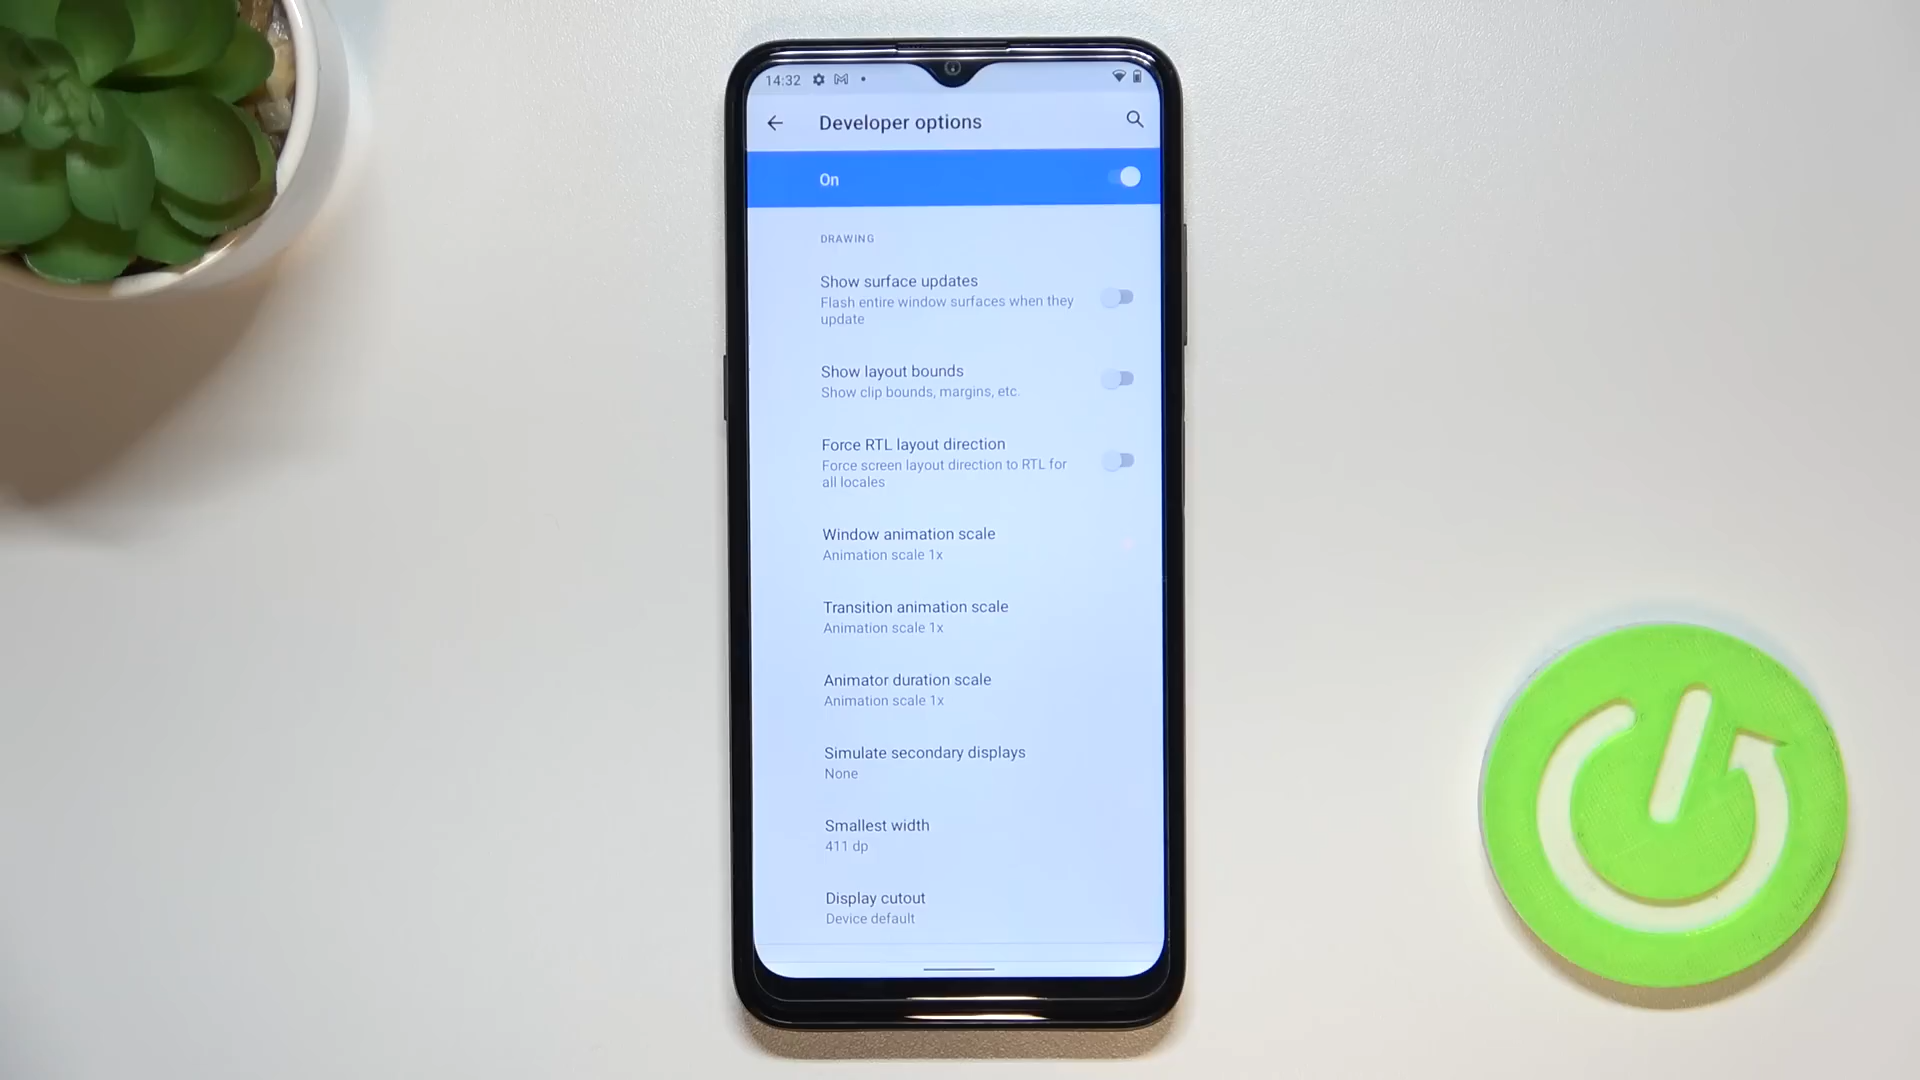 14:32
Developer options
On
DRAWING
Show surface updates
Flash entire window surfaces when they
update
Show layout bounds
Show clip bounds, margins, etc.
Force RTL layout direction
Force screen layout direction to RTL for
all locales
Window animation scale
Animation scale 1x
Transition animation scale
Animation scale 1x
Animator duration scale
Animation scale 1x
Simulate secondary displays
None
Smallest width
411 dp
Display cutout
Device default